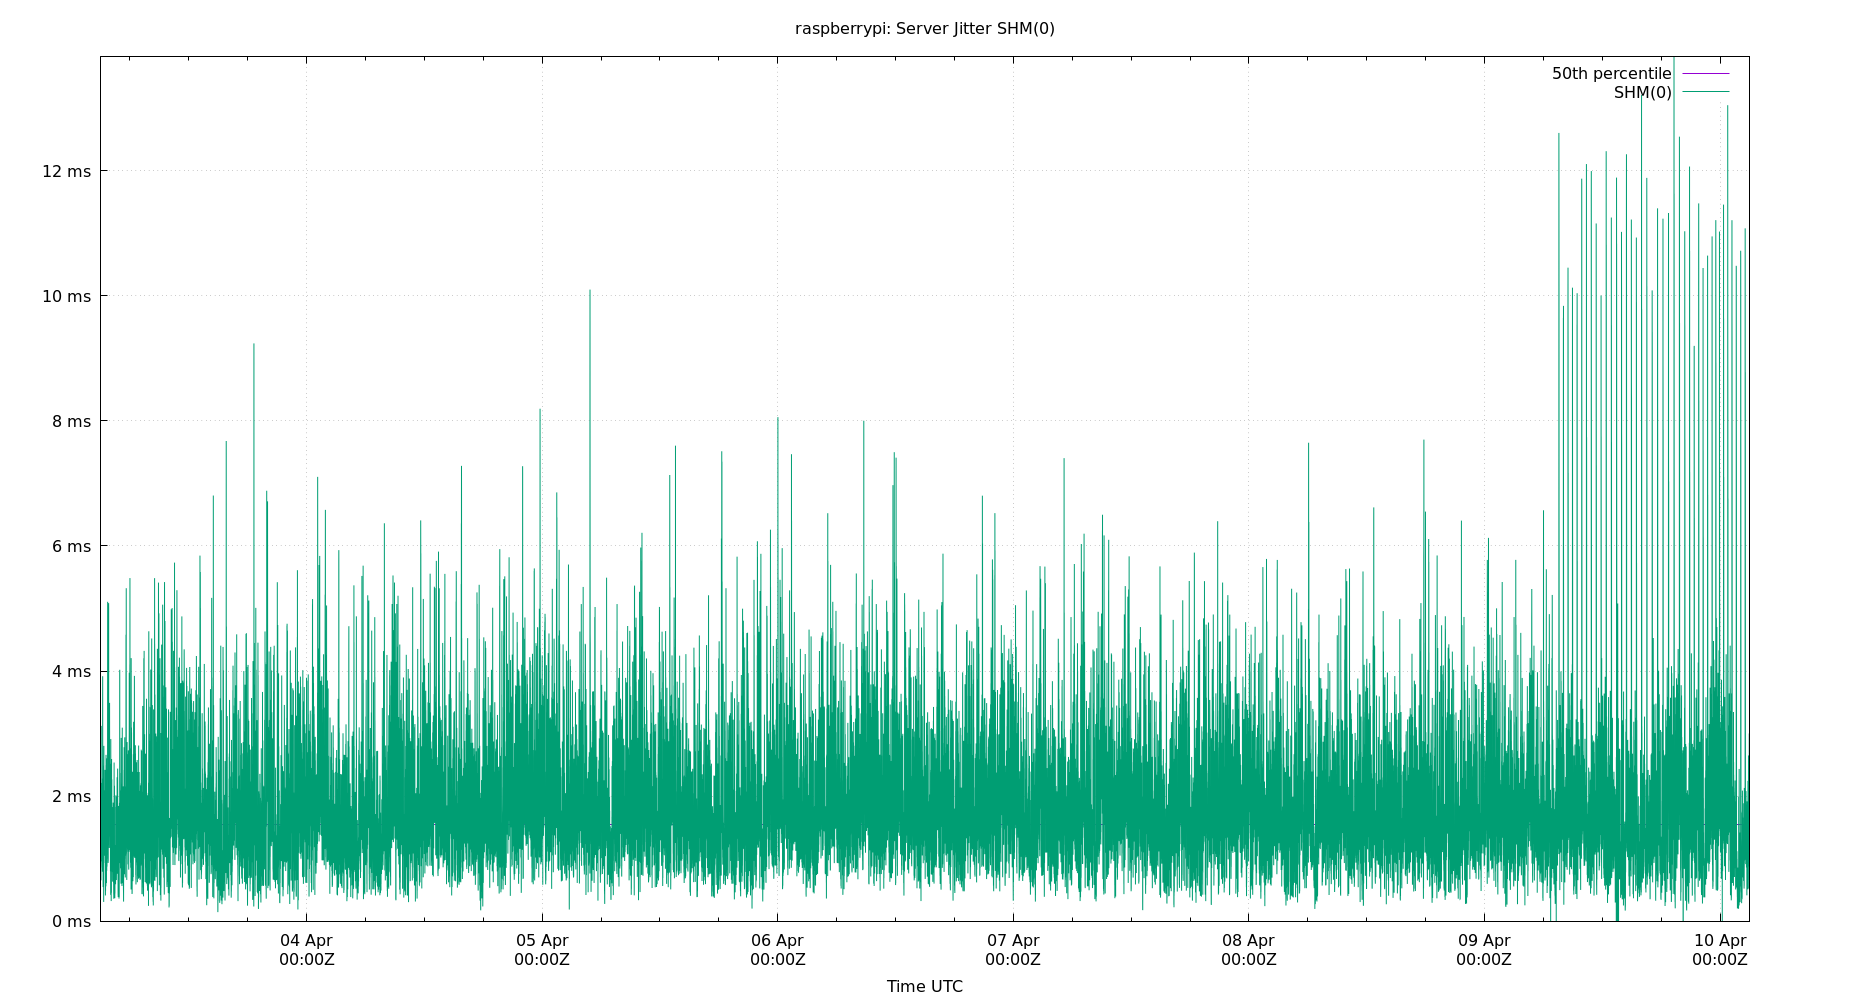 raspberrypi: Server Jitter SHM(0)
50th percentile
SHM(0)
12 ms
10 ms
8 ms
6 ms
4 ms
2 ms
0 ms
04 Apr 05 Apr 06 Apr 07 Apr 08 Apr 09 Apr 10 Apr
00:00Z 00:00Z 00:00Z 00:00Z 00:00Z 00:00Z 00:00Z
Time UTC